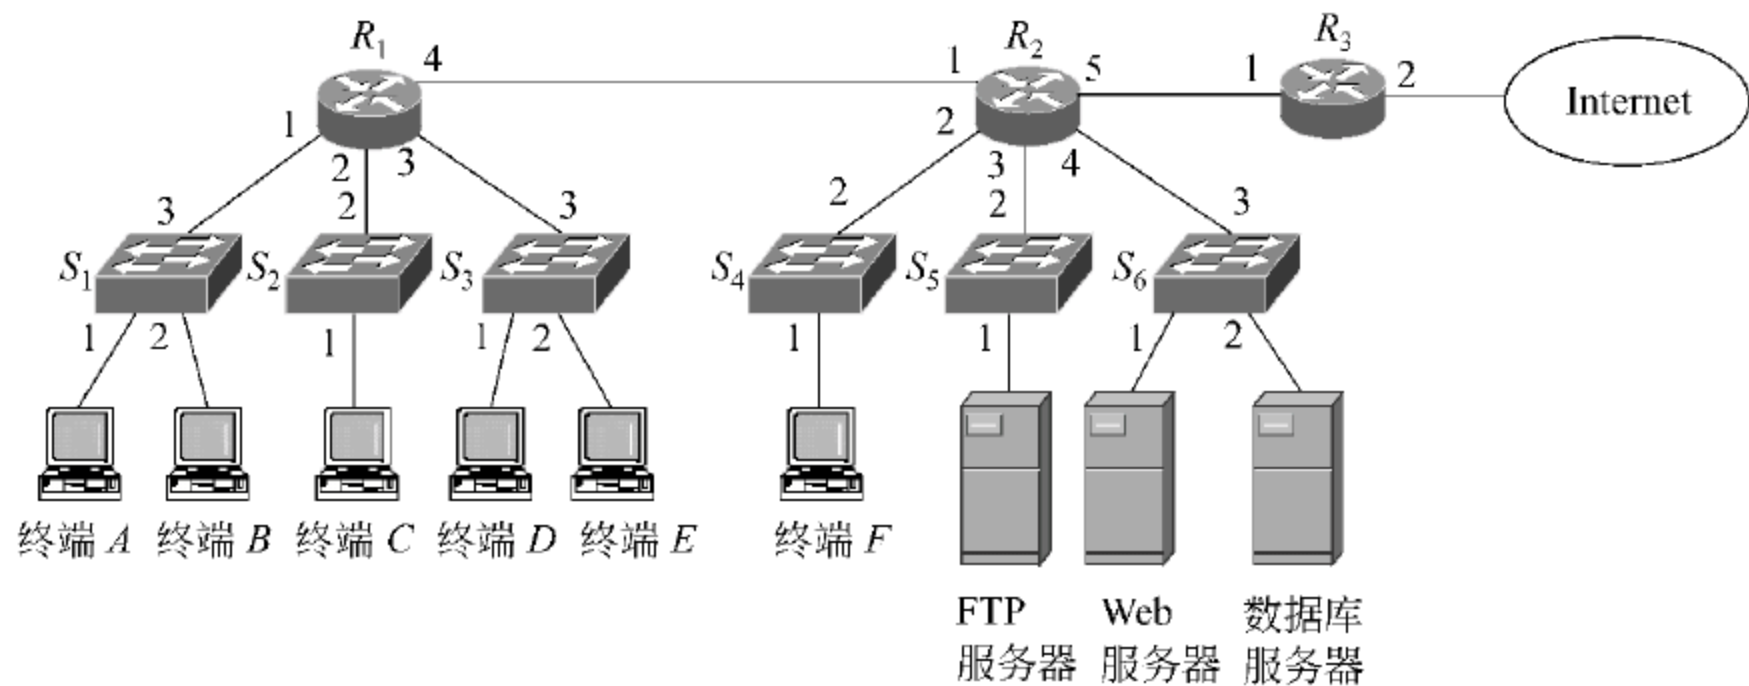 R1 4 1 R2 5 1 R3 2 Internet
1 2 3 2 3 4
3 2 3 2 2 3
S1 S2 S3 S4 S5 S6
1 2 1 1 2 1 1 1 2
终端 A 终端 B 终端 C 终端 D 终端 E 终端 F
FTP Web 数据库
服务器 服务器 服务器